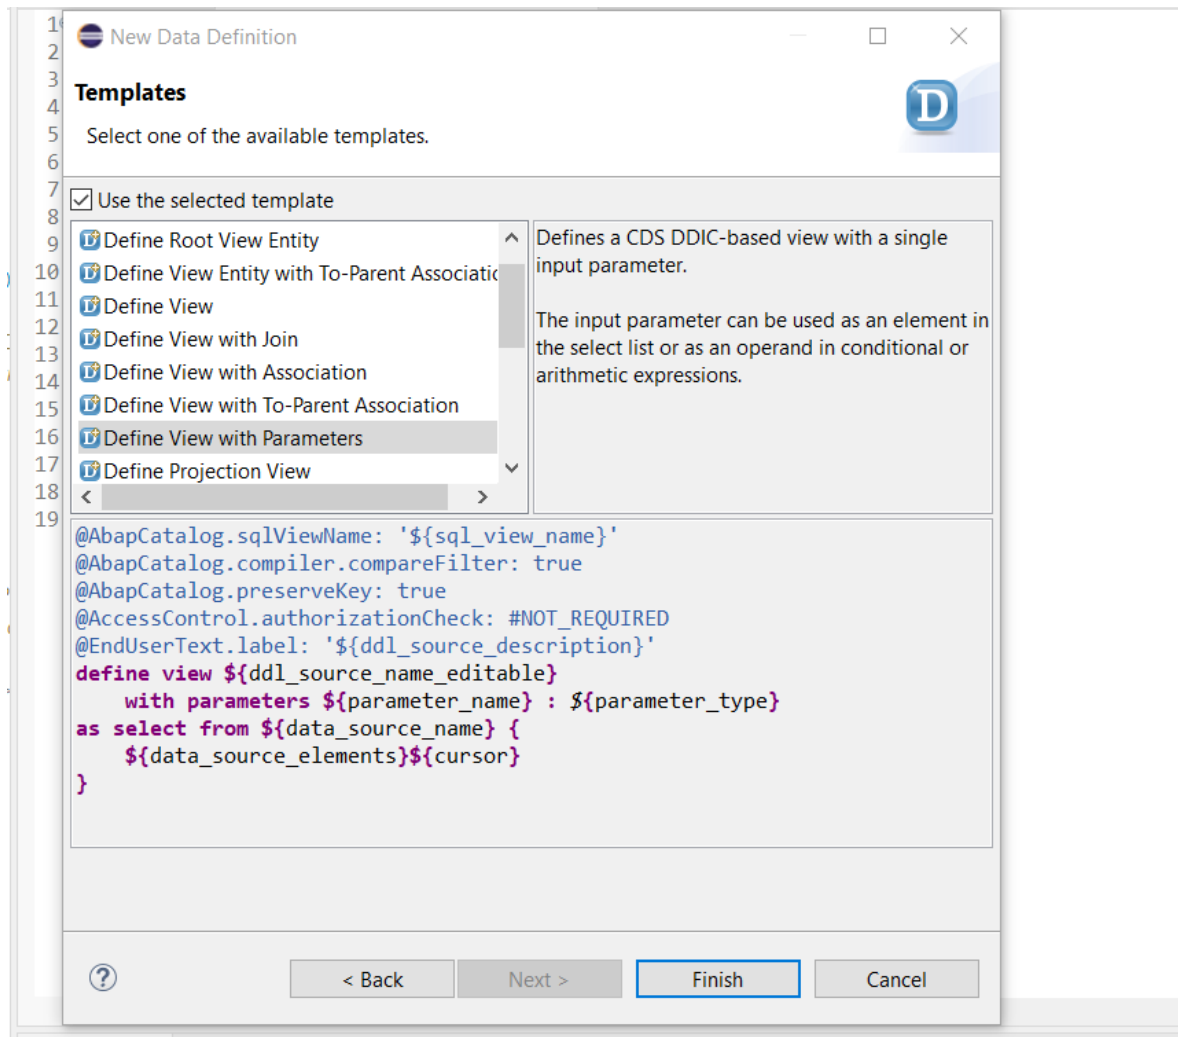 New Data Definition
Templates
D
Select one of the available templates.
Use the selected template
Define Root View Entity
Define View Entity with To-Parent Associatio
Define View
Define View with Join
Define View with Association
Define View with To-Parent Association
Define View with Parameters
Define Projection View
Defines a CDS DDIC-based view with a single
input parameter.
The input parameter can be used as an element in
the select list or as an operand in conditional or
arithmetic expressions.
@AbapCatalog.sqlViewName: '${sql_view_name}'
@AbapCatalog.compiler.compareFilter: true
@AbapCatalog.preserveKey: true
@AccessControl.authorizationCheck: #NOT_REQUIRED
@EndUserText.label: '${ddl_source_description}'
define view ${ddl_source_name_editable}
with parameters ${parameter_name} : ${parameter_type}
as select from ${data_source_name} {
${data_source_elements}${cursor}
}
< Back
Next >
Finish
Cancel
1
2
3
4
5
6
7
8
9
10
11
12
13
14
15
16
17
18
19